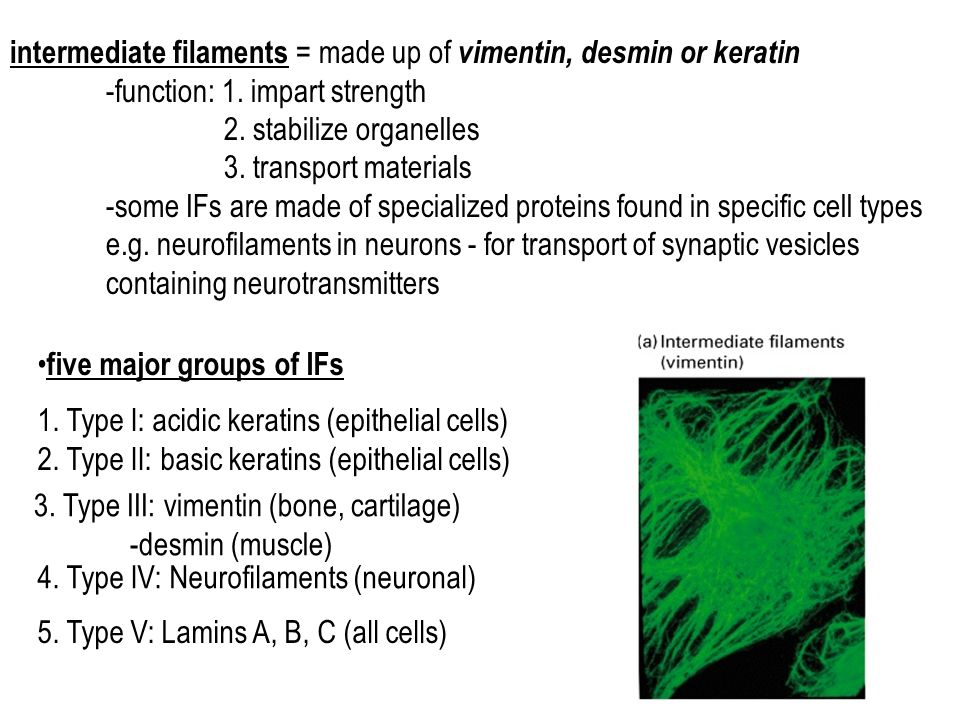 intermediate filaments = made up of vimentin, desmin or keratin
-function: 1. impart strength
2. stabilize organelles
3. transport materials
-some IFs are made of specialized proteins found in specific cell types
e.g. neurofilaments in neurons - for transport of synaptic vesicles
containing neurotransmitters
•five major groups of IFs
1. Type I: acidic keratins (epithelial cells)
2. Type II: basic keratins (epithelial cells)
3. Type III: vimentin (bone, cartilage)
-desmin (muscle)
4. Type IV: Neurofilaments (neuronal)
5. Type V: Lamins A, B, C (all cells)
(a) Intermediate filaments
(vimentin)